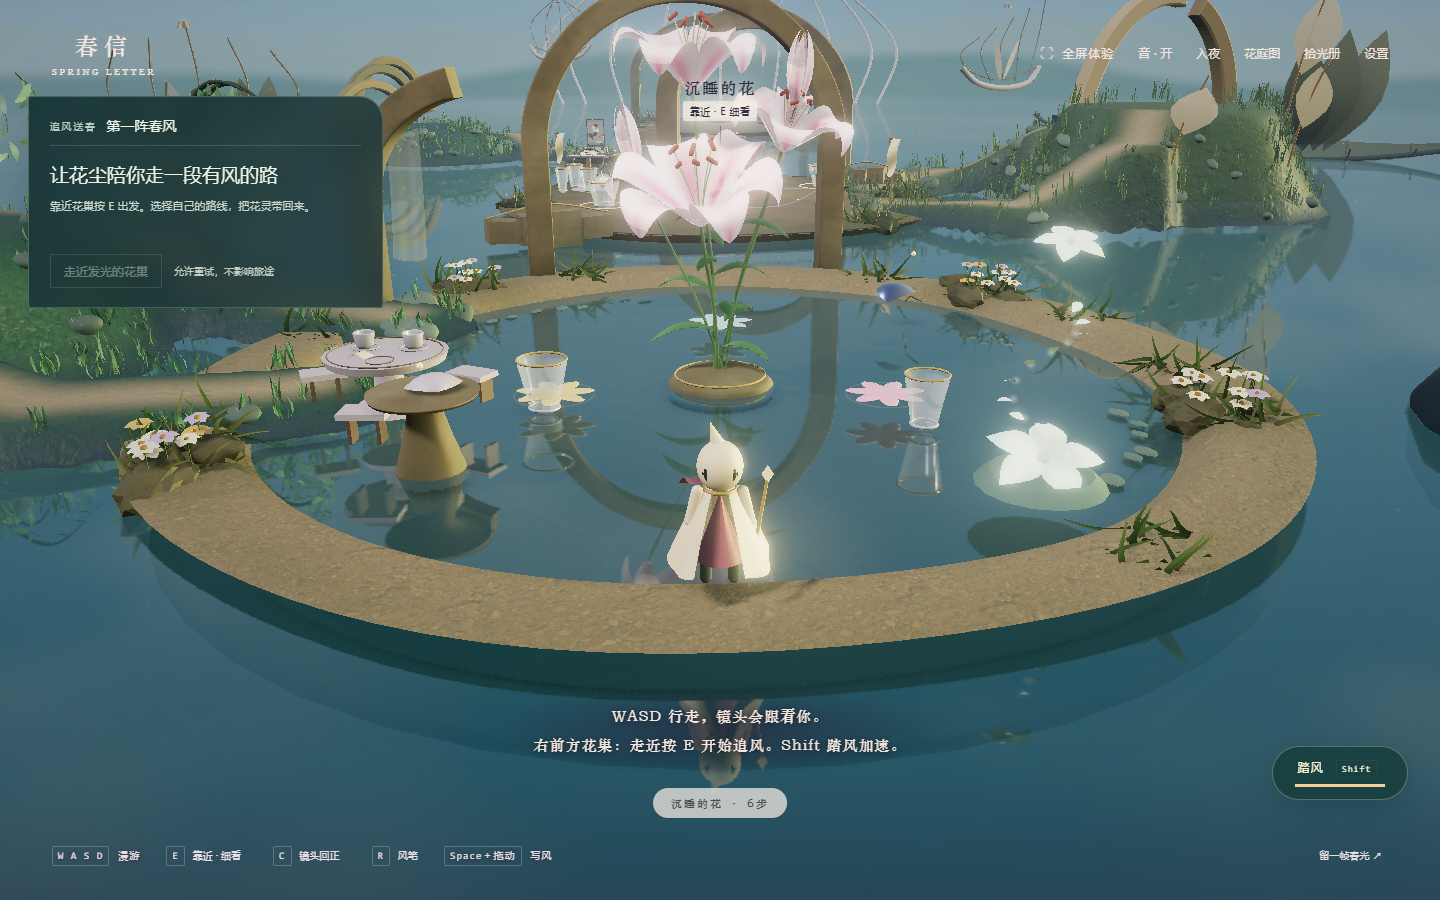 春信
SPRING LETTER
全屏体验 音·开 入夜 花庭图 拾光册 设置
追风送春 第一阵春风
让花尘陪你走一段有风的路
靠近花巢按 E 出发。选择自己的路线，把花灵带回来。
走近发光的花巢 允许重试，不影响旅途
沉睡的花
靠近 · E 细看
WASD 行走，镜头会跟着你。
右前方花巢：走近按 E 开始追风。Shift 踏风加速。
沉睡的花 · 6步
踏风 Shift
W A S D 漫游 E 靠近·细看 C 镜头回正 R 风笔 Space+拖动 写风
留一帧春光 ↗